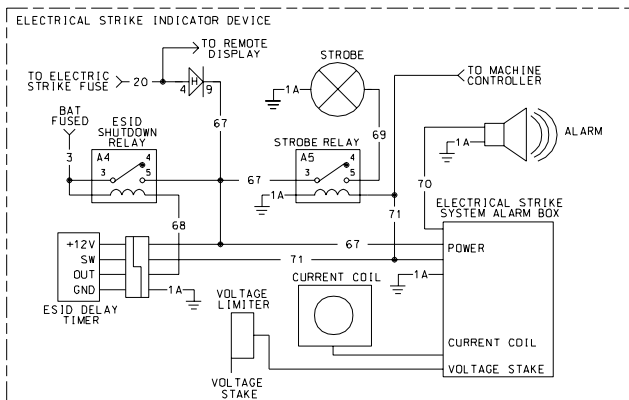 ELECTRICAL STRIKE INDICATOR DEVICE
TO REMOTE
DISPLAY
TO ELECTRIC
STRIKE FUSE
20
4
H
9
STROBE
1A
TO MACHINE
CONTROLLER
BAT
FUSED
ESID
SHUTDOWN
RELAY
67
69
STROBE RELAY
1A
ALARM
3
A4
4
3
5
A5
4
3
5
67
1A
70
68
71
ELECTRICAL STRIKE
SYSTEM ALARM BOX
+12V
SW
OUT
GND
67
71
POWER
1A
1A
ESID DELAY
TIMER
VOLTAGE
LIMITER
CURRENT COIL
CURRENT COIL
VOLTAGE STAKE
VOLTAGE
STAKE